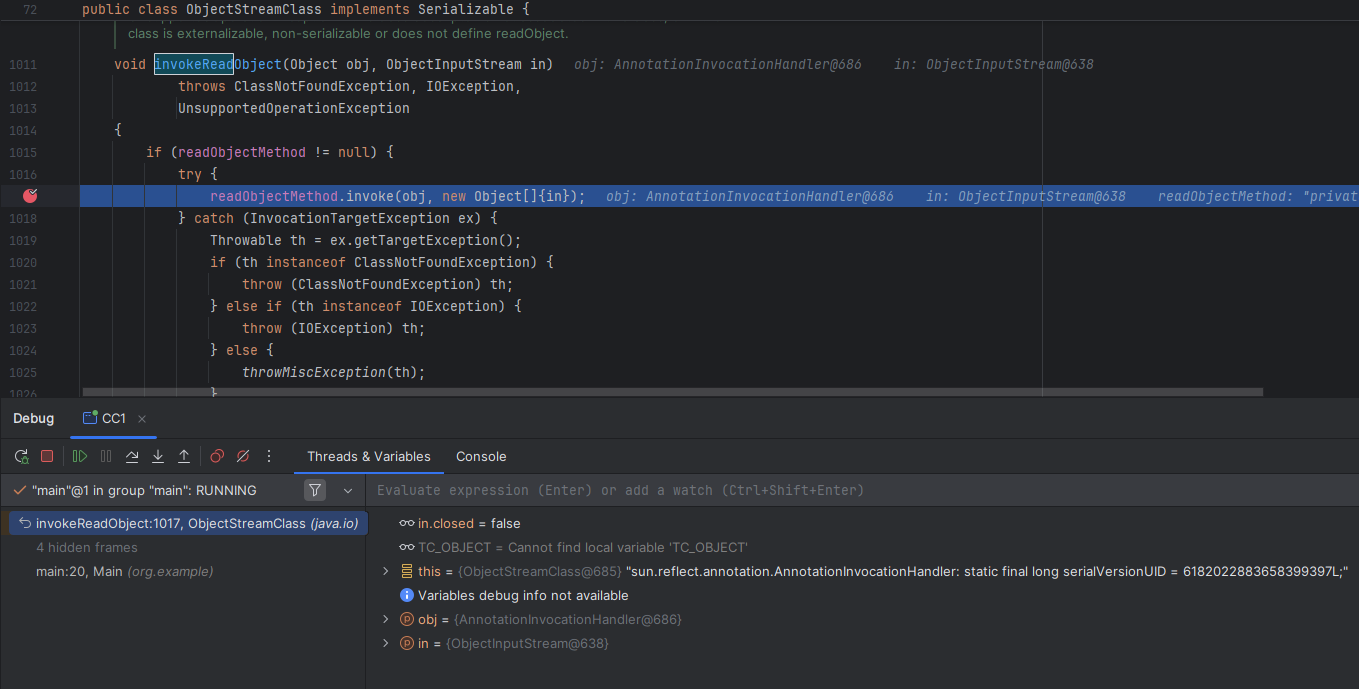 72 public class ObjectStreamClass implements Serializable {
class is externalizable, non-serializable or does not define readObject.
1011 void invokeReadObject(Object obj, ObjectInputStream in) obj: AnnotationInvocationHandler@686 in: ObjectInputStream@638
1012 throws ClassNotFoundException, IOException,
1013 UnsupportedOperationException
1014 {
1015 if (readObjectMethod != null) {
1016 try {
readObjectMethod.invoke(obj, new Object[]{in}); obj: AnnotationInvocationHandler@686 in: ObjectInputStream@638 readObjectMethod: "privat
1018 } catch (InvocationTargetException ex) {
1019 Throwable th = ex.getTargetException();
1020 if (th instanceof ClassNotFoundException) {
1021 throw (ClassNotFoundException) th;
1022 } else if (th instanceof IOException) {
1023 throw (IOException) th;
1024 } else {
1025 throwMiscException(th);
1026 }
Debug CC1
Threads & Variables Console
"main"@1 in group "main": RUNNING
Evaluate expression (Enter) or add a watch (Ctrl+Shift+Enter)
invokeReadObject:1017, ObjectStreamClass (java.io)
4 hidden frames
main:20, Main (org.example)
in.closed = false
TC_OBJECT = Cannot find local variable 'TC_OBJECT'
this = {ObjectStreamClass@685} "sun.reflect.annotation.AnnotationInvocationHandler: static final long serialVersionUID = 6182022883658399397L;"
Variables debug info not available
obj = {AnnotationInvocationHandler@686}
in = {ObjectInputStream@638}